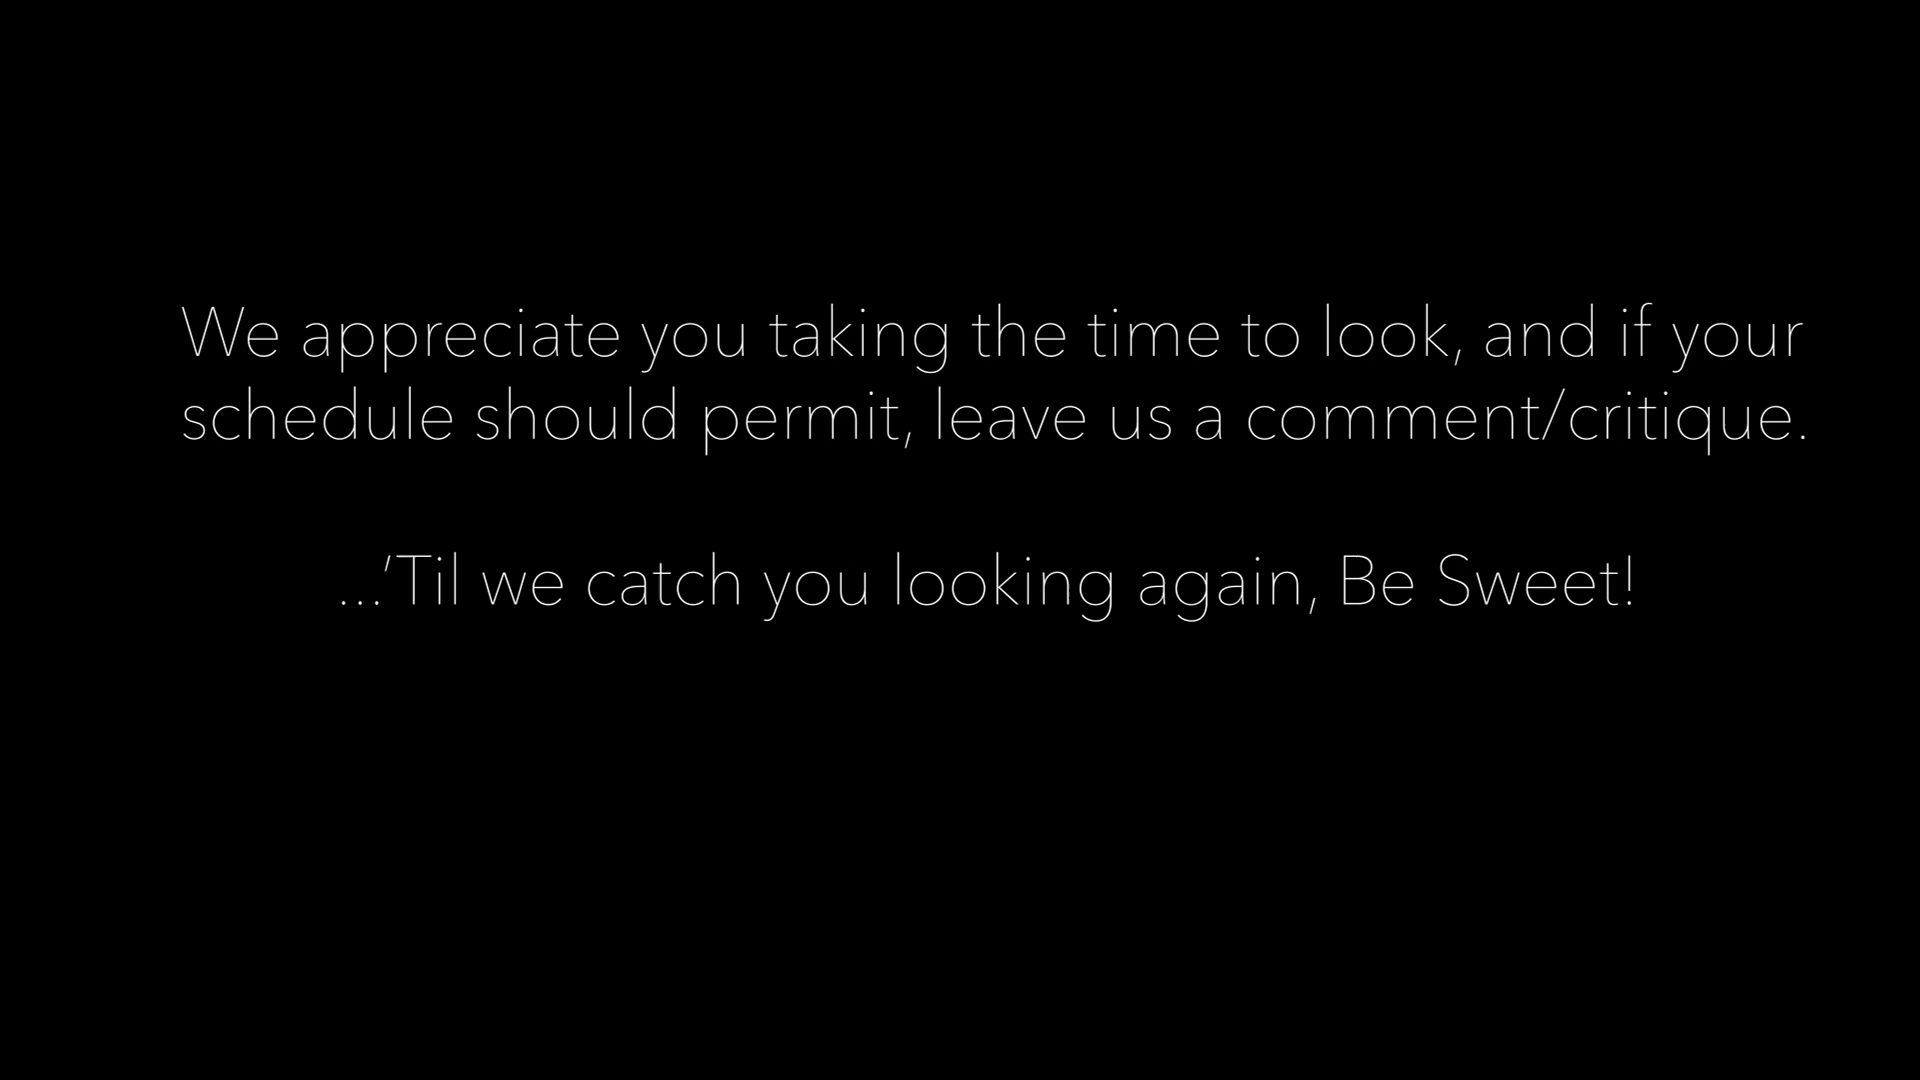 We appreciate you taking the time to look, and if your
schedule should permit, leave us a comment/critique.
...’Til we catch you looking again, Be Sweet!